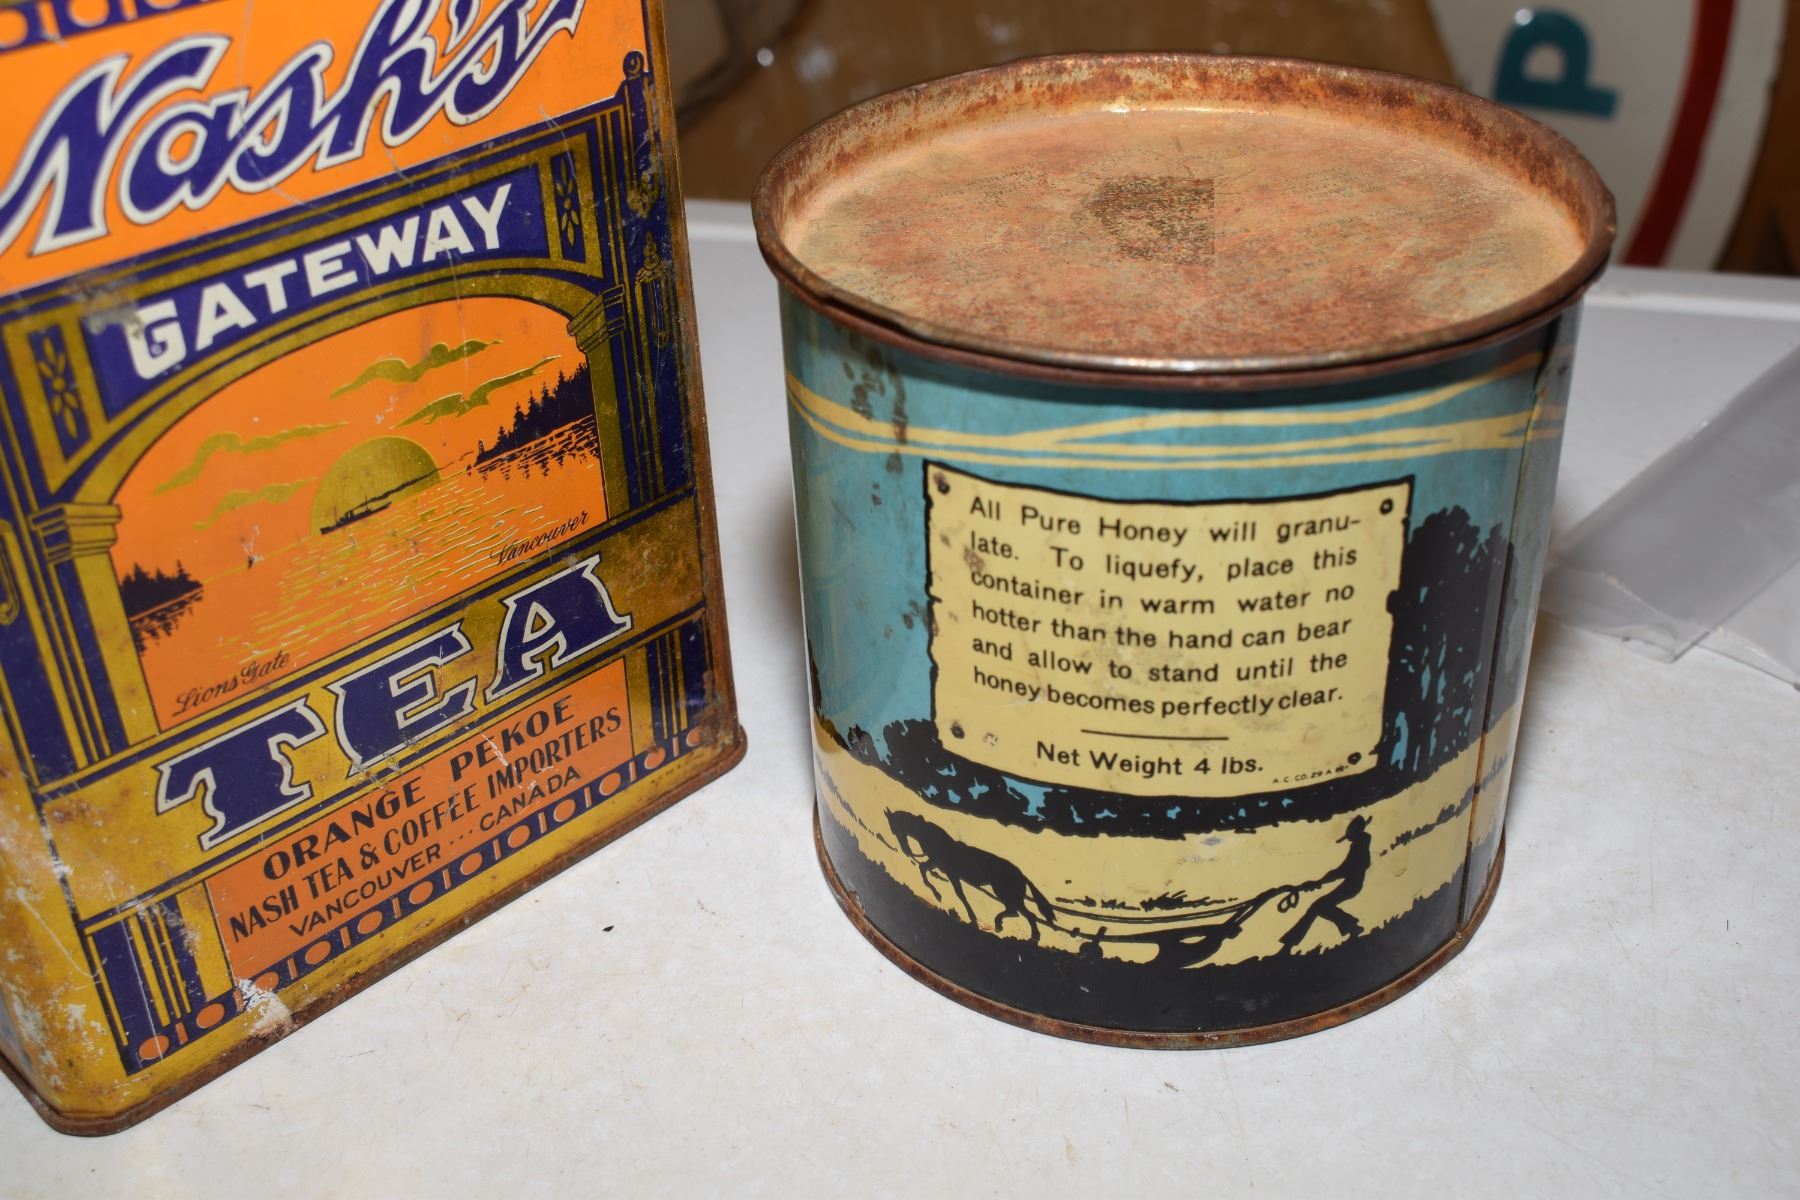 Nash's
GATEWAY
Lions Gate
Vancouver
TEA
ORANGE PEKOE
NASH TEA & COFFEE IMPORTERS
VANCOUVER... CANADA
All Pure Honey will granu-
late. To liquefy, place this
container in warm water no
hotter than the hand can bear
and allow to stand until the
honey becomes perfectly clear.
Net Weight 4 lbs.
A.C.CO. 29 A
P